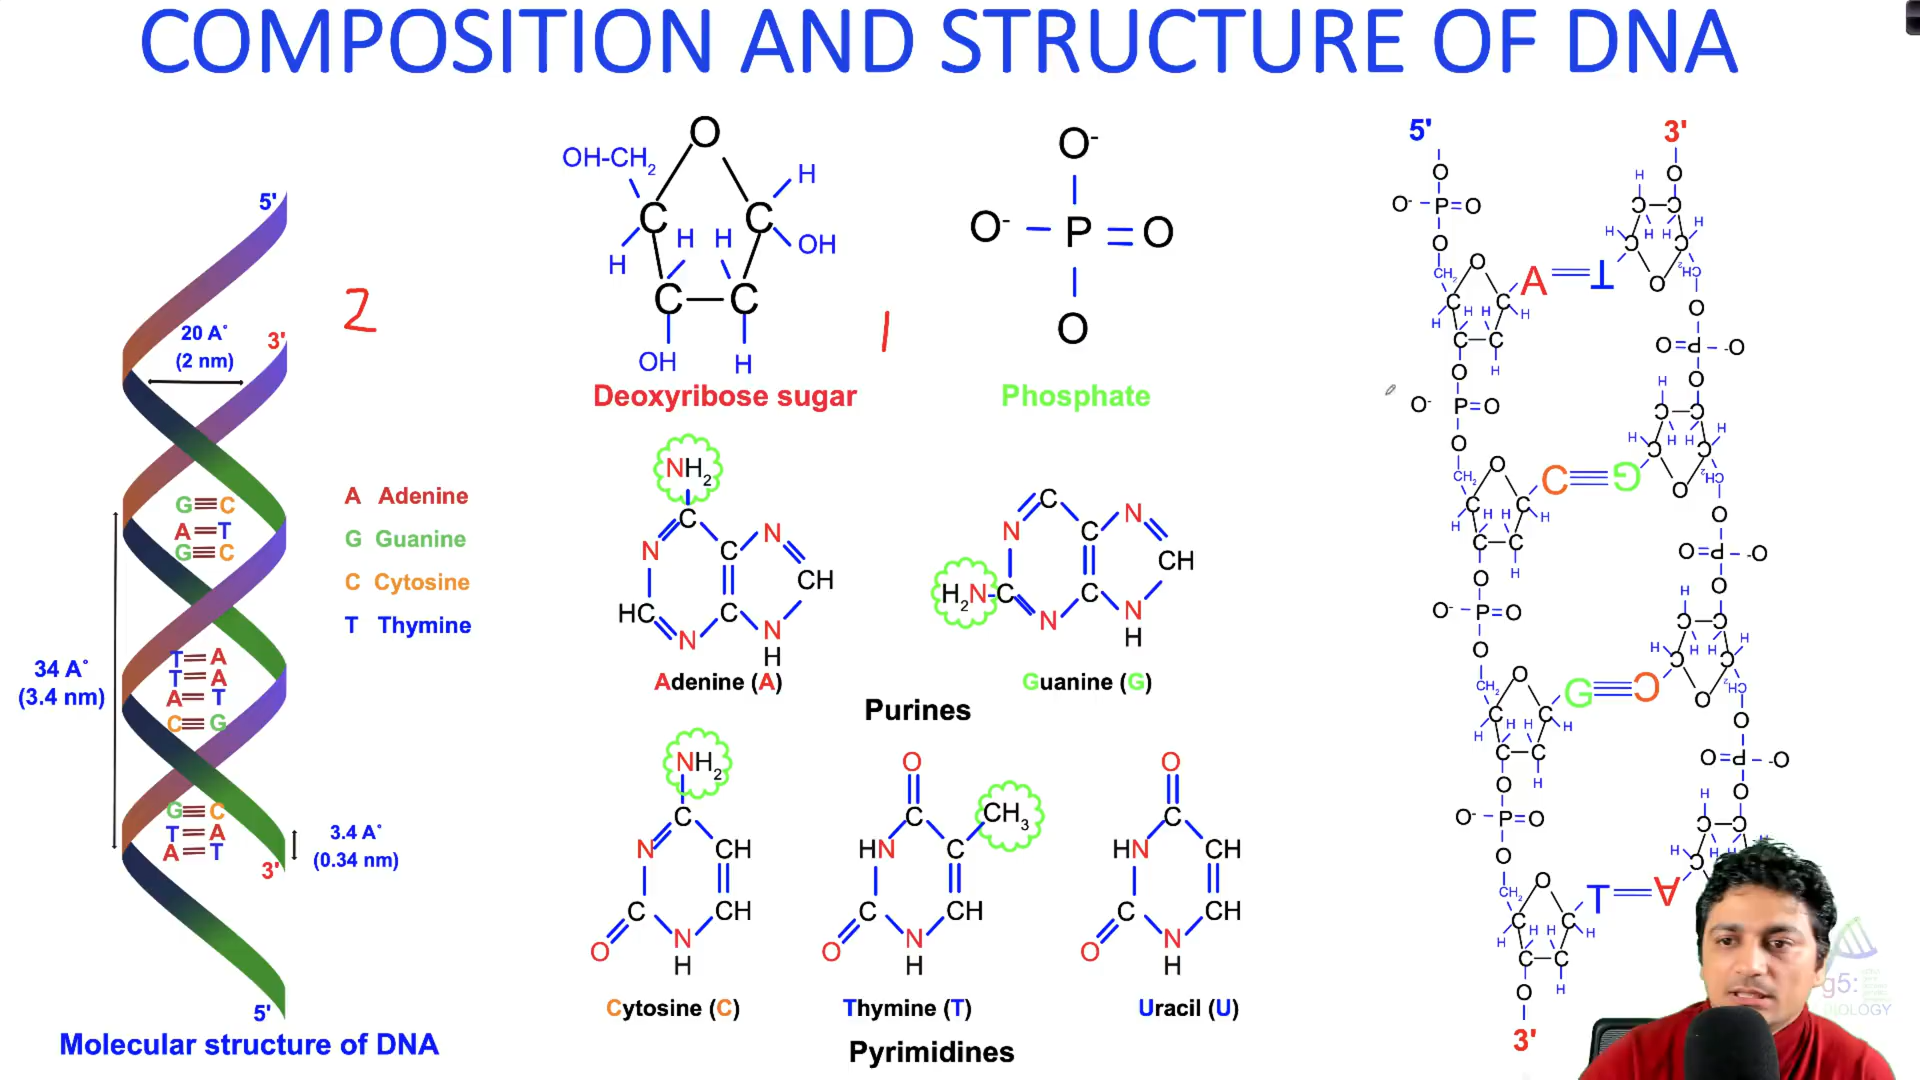 COMPOSITION AND STRUCTURE OF DNA
5'
20 A°
(2 nm)
3'
2
G≡C
A=T
G≡C
A Adenine
G Guanine
C Cytosine
T Thymine
T=A
T=A
A=T
C≡G
34 A°
(3.4 nm)
G≡C
T=A
A=T
3.4 A°
(0.34 nm)
3'
5'
Molecular structure of DNA
O
OH-CH₂
H
C
C
H
H
H
OH
C
C
OH
H
Deoxyribose sugar
1
O⁻
O⁻
P
O
O
Phosphate
NH₂
C
N
C
N
CH
HC
C
N
N
H
Adenine (A)
C
N
C
N
CH
H₂N
C
C
N
N
H
Guanine (G)
Purines
NH₂
C
N
CH
C
CH
O
N
H
Cytosine (C)
O
C
CH₃
HN
C
C
CH
O
N
H
Thymine (T)
O
C
HN
CH
C
CH
O
N
H
Uracil (U)
Pyrimidines
5'
3'
A=T
C≡G
G≡C
T=A
3'
g5:
BIOLOGY